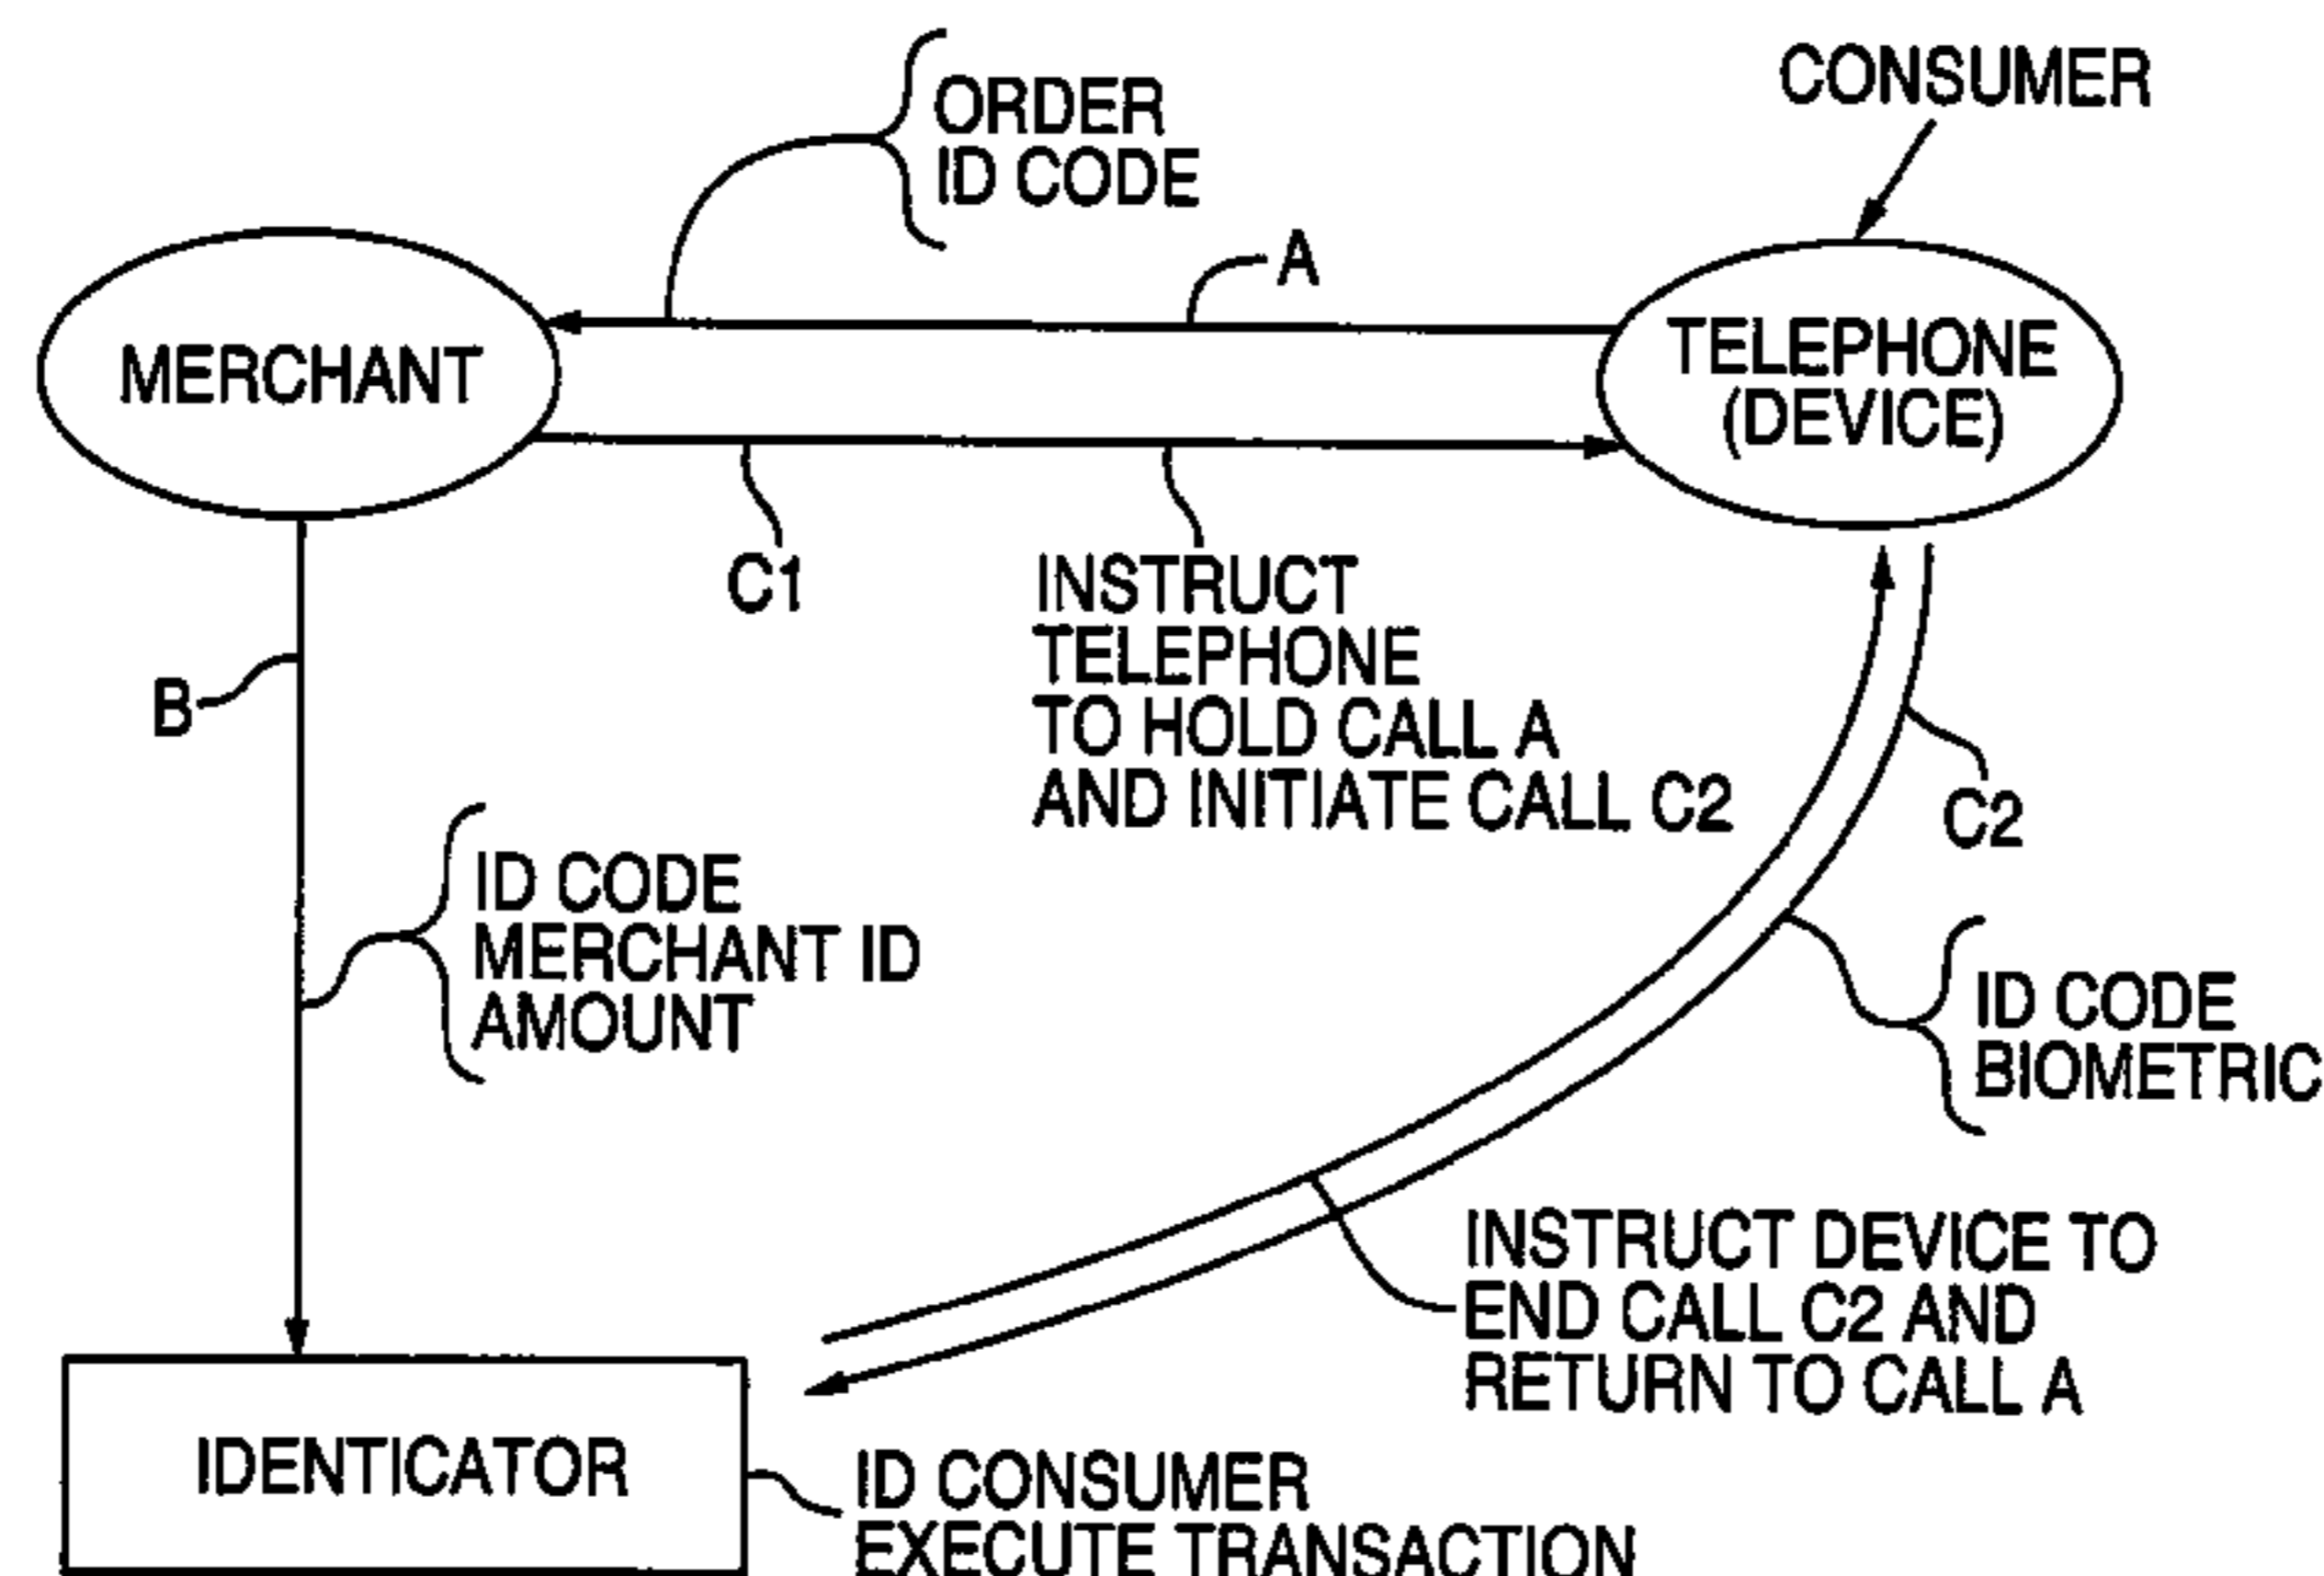 CONSUMER
ORDER
ID CODE
A
MERCHANT
TELEPHONE
(DEVICE)
C1
INSTRUCT
TELEPHONE
TO HOLD CALL A
AND INITIATE CALL C2
B
C2
ID CODE
MERCHANT ID
AMOUNT
ID CODE
BIOMETRIC
INSTRUCT DEVICE TO
END CALL C2 AND
RETURN TO CALL A
IDENTICATOR
ID CONSUMER
EXECUTE TRANSACTION